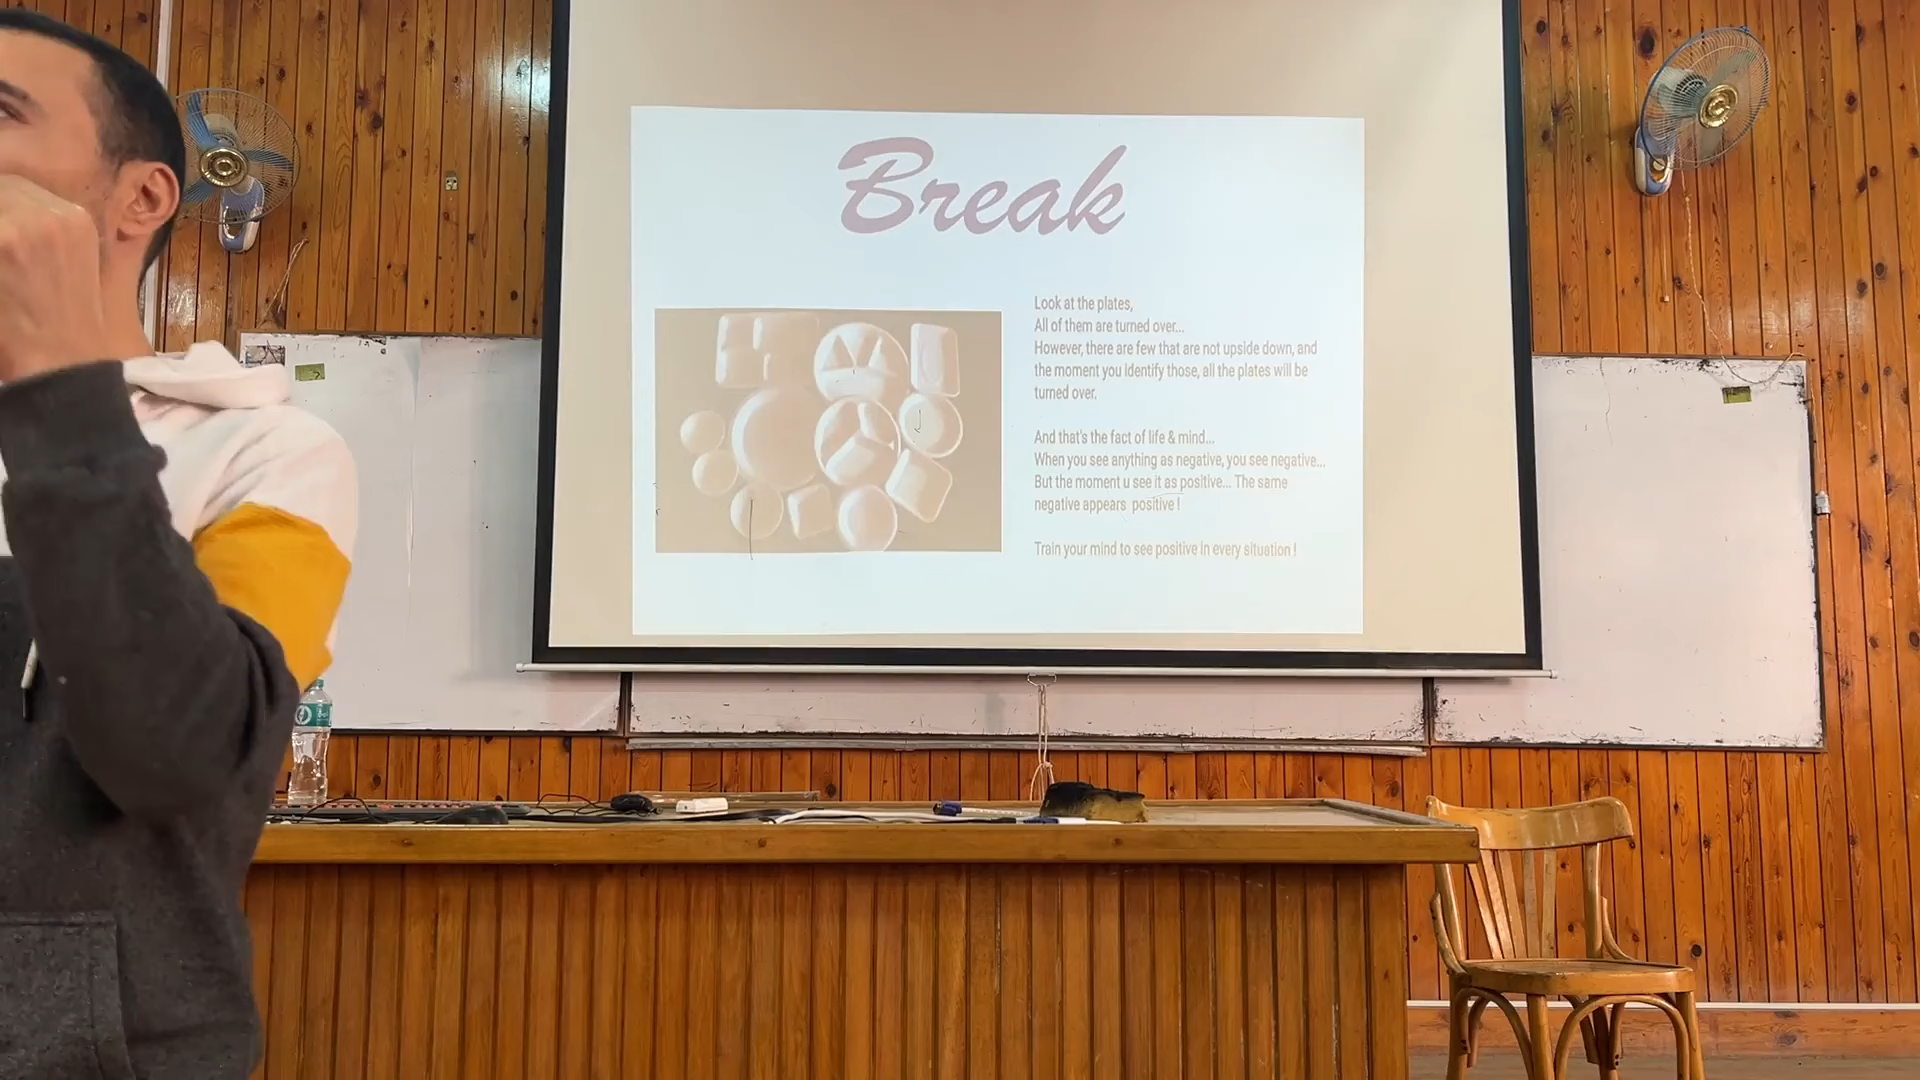 Break
Look at the plates,
All of them are turned over...
However, there are few that are not upside down, and
the moment you identify those, all the plates will be
turned over.
And that's the fact of life & mind...
When you see anything as negative, you see negative...
But the moment u see it as positive... The same
negative appears positive !
Train your mind to see positive in every situation !